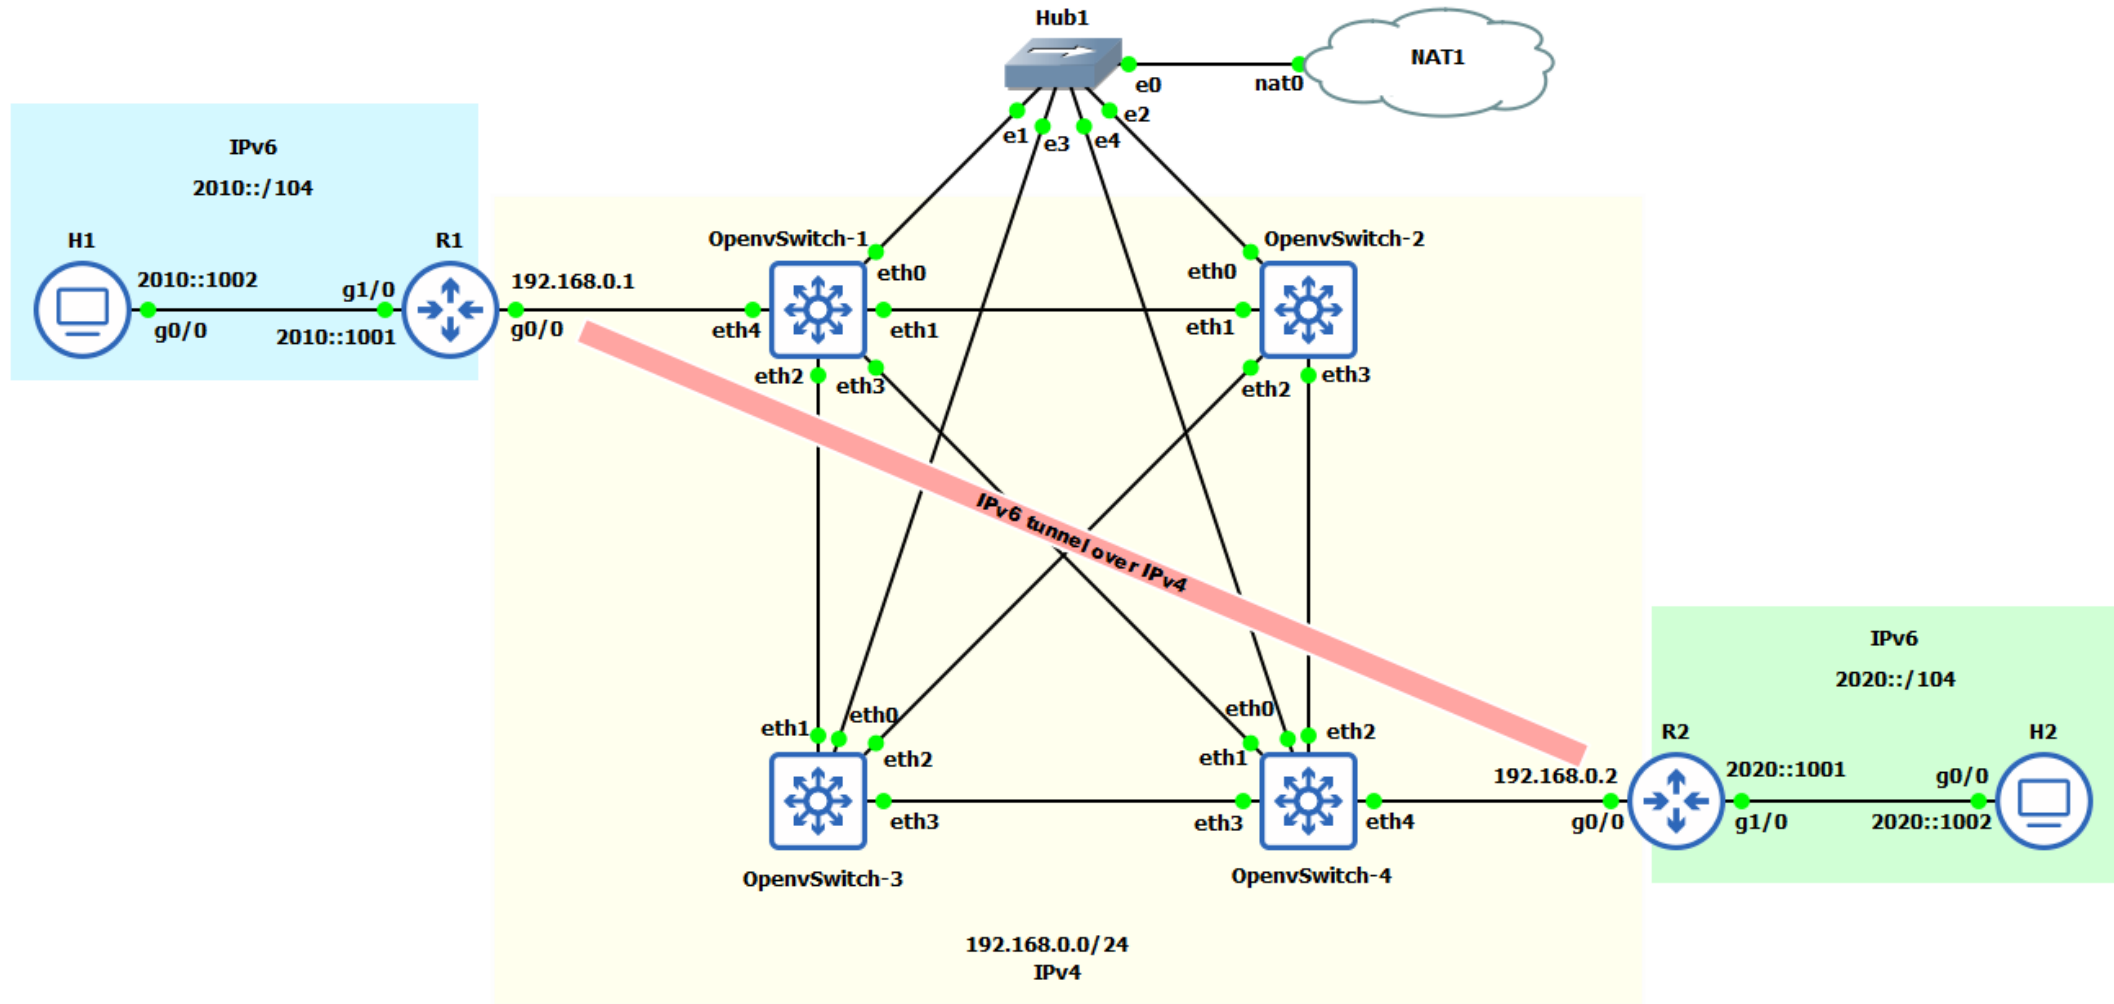 Hub1
NAT1
e0
nat0
e1
e3
e4
e2
IPv6
2010::/104
H1
R1
2010::1002
g0/0
g1/0
2010::1001
192.168.0.1
g0/0
OpenvSwitch-1
eth0
eth4
eth1
eth2
eth3
OpenvSwitch-2
eth0
eth1
eth2
eth3
IPv6 tunnel over IPv4
eth1
eth0
eth2
eth3
OpenvSwitch-3
eth0
eth1
eth2
eth3
eth4
OpenvSwitch-4
192.168.0.2
g0/0
IPv6
2020::/104
R2
H2
2020::1001
g1/0
g0/0
2020::1002
192.168.0.0/24
IPv4